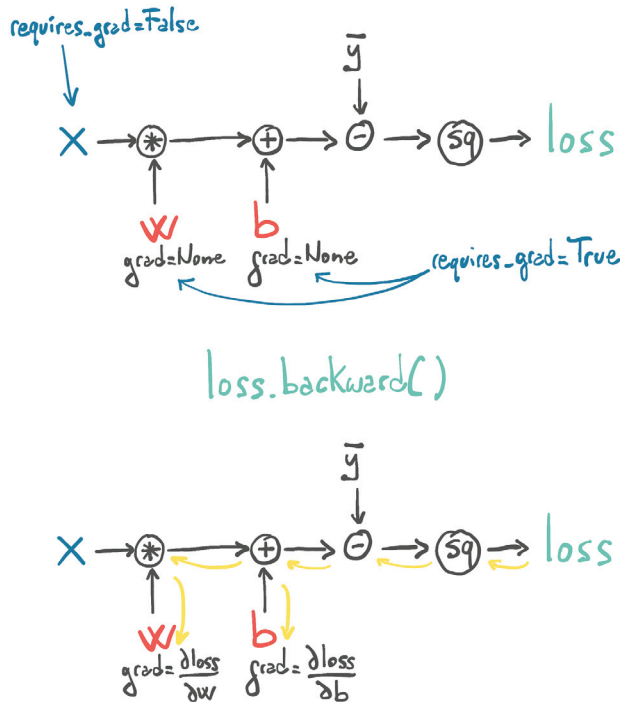 requires_grad=False
ȳ
X * + - sq loss
w b
grad=None grad=None requires_grad=True
loss.backward()
ȳ
X * + - sq loss
w b
grad=∂loss/∂w grad=∂loss/∂b